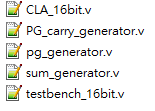 CLA_16bit.v
PG_carry_generator.v
pg_generator.v
sum_generator.v
testbench_16bit.v